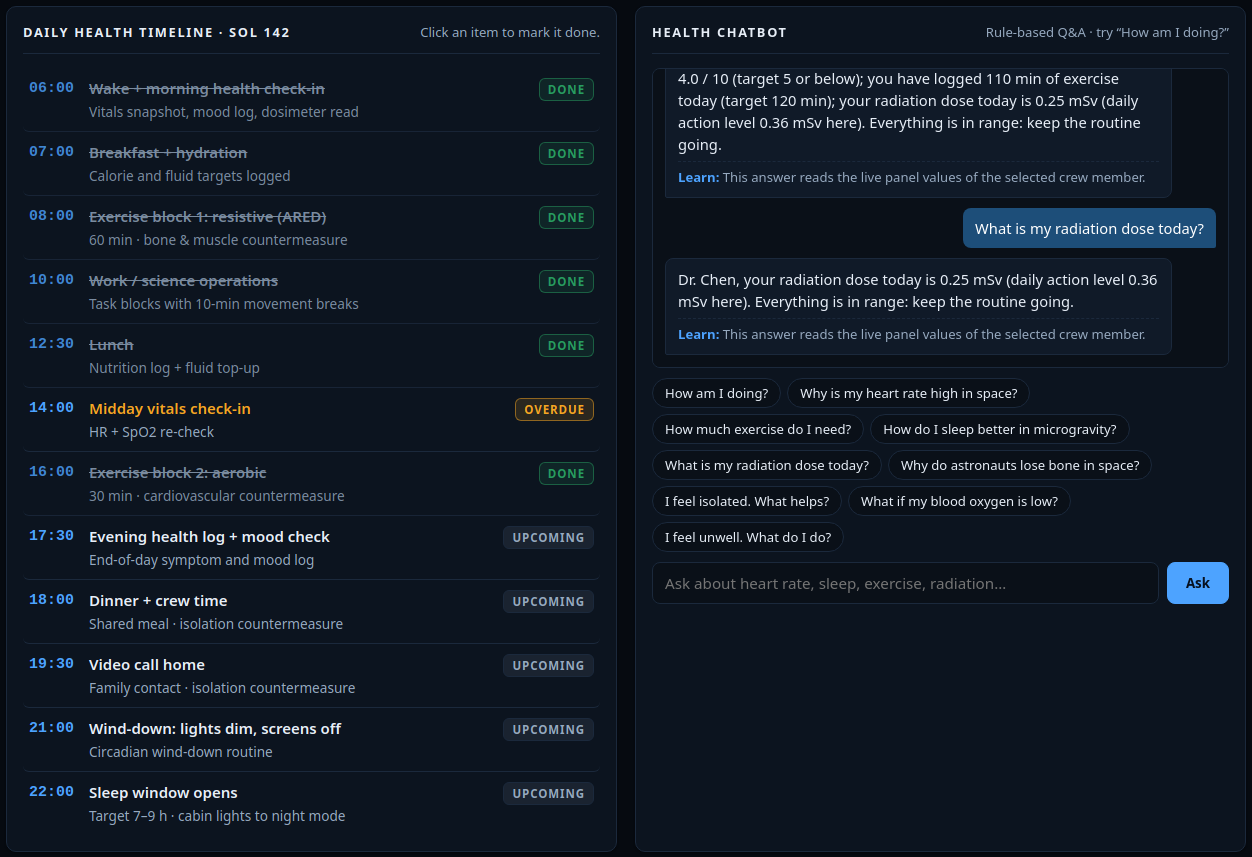 DAILY HEALTH TIMELINE · SOL 142
Click an item to mark it done.
06:00 Wake + morning health check-in DONE
Vitals snapshot, mood log, dosimeter read
07:00 Breakfast + hydration DONE
Calorie and fluid targets logged
08:00 Exercise block 1: resistive (ARED) DONE
60 min · bone & muscle countermeasure
10:00 Work / science operations DONE
Task blocks with 10-min movement breaks
12:30 Lunch DONE
Nutrition log + fluid top-up
14:00 Midday vitals check-in OVERDUE
HR + SpO2 re-check
16:00 Exercise block 2: aerobic DONE
30 min · cardiovascular countermeasure
17:30 Evening health log + mood check UPCOMING
End-of-day symptom and mood log
18:00 Dinner + crew time UPCOMING
Shared meal · isolation countermeasure
19:30 Video call home UPCOMING
Family contact · isolation countermeasure
21:00 Wind-down: lights dim, screens off UPCOMING
Circadian wind-down routine
22:00 Sleep window opens UPCOMING
Target 7–9 h · cabin lights to night mode
HEALTH CHATBOT
Rule-based Q&A · try “How am I doing?”
4.0 / 10 (target 5 or below); you have logged 110 min of exercise
today (target 120 min); your radiation dose today is 0.25 mSv (daily
action level 0.36 mSv here). Everything is in range: keep the routine
going.
Learn: This answer reads the live panel values of the selected crew member.
What is my radiation dose today?
Dr. Chen, your radiation dose today is 0.25 mSv (daily action level 0.36
mSv here). Everything is in range: keep the routine going.
Learn: This answer reads the live panel values of the selected crew member.
How am I doing? Why is my heart rate high in space?
How much exercise do I need? How do I sleep better in microgravity?
What is my radiation dose today? Why do astronauts lose bone in space?
I feel isolated. What helps? What if my blood oxygen is low?
I feel unwell. What do I do?
Ask about heart rate, sleep, exercise, radiation... Ask